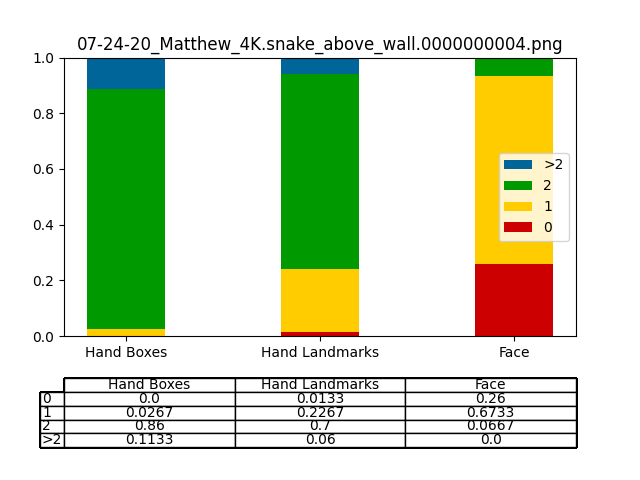 07-24-20_Matthew_4K.snake_above_wall.0000000004.png
1.0
0.8
0.6
0.4
0.2
0.0
>2
2
1
0
Hand Boxes Hand Landmarks Face
Hand Boxes Hand Landmarks Face
0 0.0 0.0133 0.26
1 0.0267 0.2267 0.6733
2 0.86 0.7 0.0667
>2 0.1133 0.06 0.0